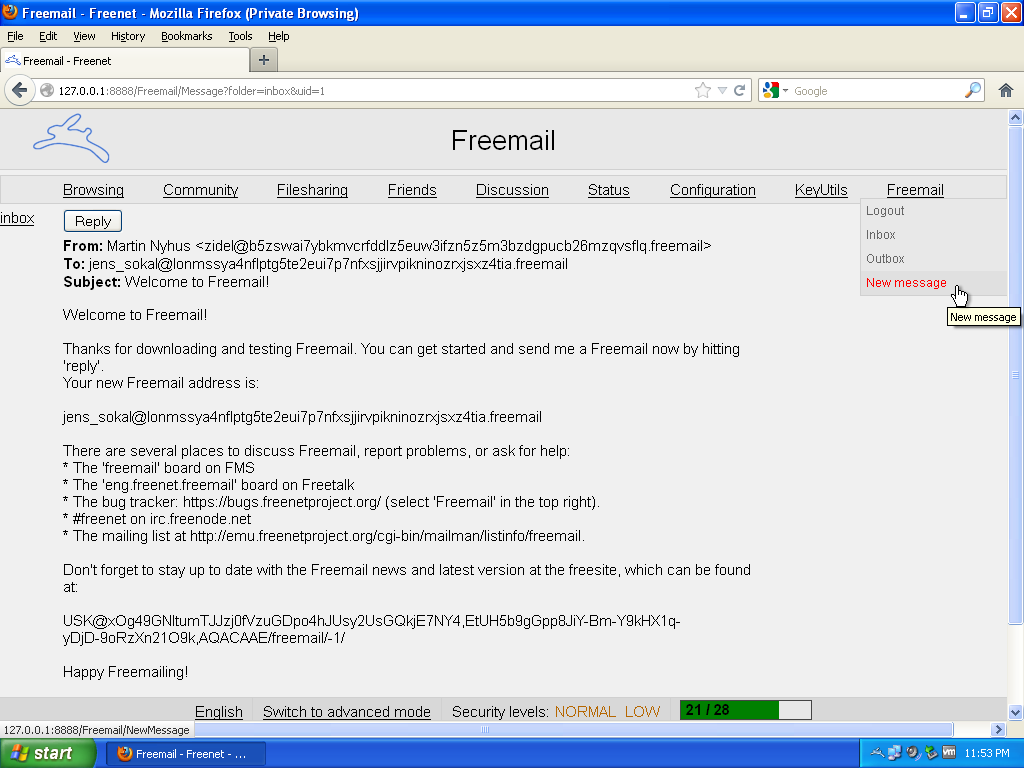 Freemail - Freenet - Mozilla Firefox (Private Browsing)
File Edit View History Bookmarks Tools Help
Freemail - Freenet
127.0.0.1:8888/Freemail/Message?folder=inbox&uid=1
Google
Freemail
Browsing Community Filesharing Friends Discussion Status Configuration KeyUtils Freemail
Logout
Inbox
Outbox
New message
New message
inbox
Reply
From: Martin Nyhus <zidel@b5zswai7ybkmvcrfddlz5euw3ifzn5z5m3bzdgpucb26mzqvsflq.freemail>
To: jens_sokal@lonmssya4nflptg5te2eui7p7nfxsjjirvpikninozrxjsxz4tia.freemail
Subject: Welcome to Freemail!
Welcome to Freemail!
Thanks for downloading and testing Freemail. You can get started and send me a Freemail now by hitting
'reply'.
Your new Freemail address is:
jens_sokal@lonmssya4nflptg5te2eui7p7nfxsjjirvpikninozrxjsxz4tia.freemail
There are several places to discuss Freemail, report problems, or ask for help:
* The 'freemail' board on FMS
* The 'eng.freenet.freemail' board on Freetalk
* The bug tracker: https://bugs.freenetproject.org/ (select 'Freemail' in the top right).
* #freenet on irc.freenode.net
* The mailing list at http://emu.freenetproject.org/cgi-bin/mailman/listinfo/freemail.
Don't forget to stay up to date with the Freemail news and latest version at the freesite, which can be found
at:
USK@xOg49GNltumTJJzj0fVzuGDpo4hJUsy2UsGQkjE7NY4,EtUH5b9gGpp8JiY-Bm-Y9kHX1q-
yDjD-9oRzXn21O9k,AQACAAE/freemail/-1/
Happy Freemailing!
English Switch to advanced mode Security levels: NORMAL LOW 21 / 28
127.0.0.1:8888/Freemail/NewMessage
start Freemail - Freenet - ... 11:53 PM